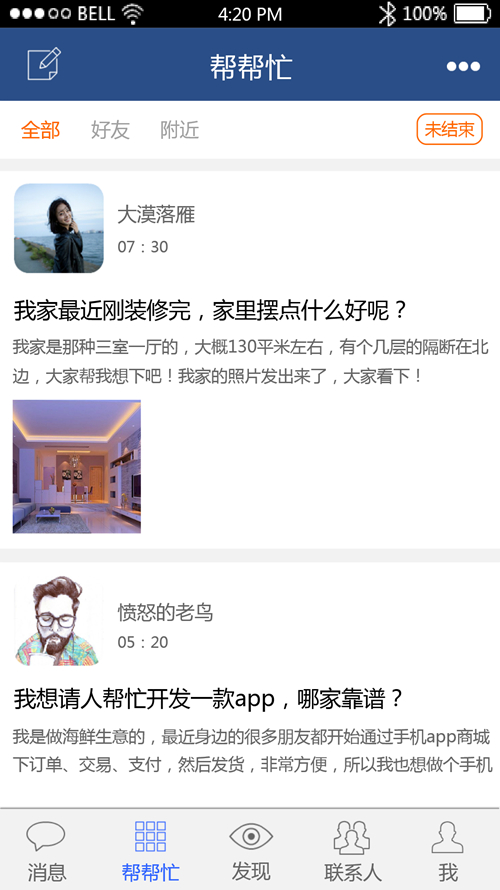 BELL 4:20 PM 100%
帮帮忙
全部 好友 附近 未结束
大漠落雁
07：30
我家最近刚装修完，家里摆点什么好呢？
我家是那种三室一厅的，大概130平米左右，有个几层的隔断在北
边，大家帮我想下吧！我家的照片发出来了，大家看下！
愤怒的老鸟
05：20
我想请人帮忙开发一款app，哪家靠谱？
我是做海鲜生意的，最近身边的很多朋友都开始通过手机app商城
下订单、交易、支付，然后发货，非常方便，所以我也想做个手机
消息 帮帮忙 发现 联系人 我